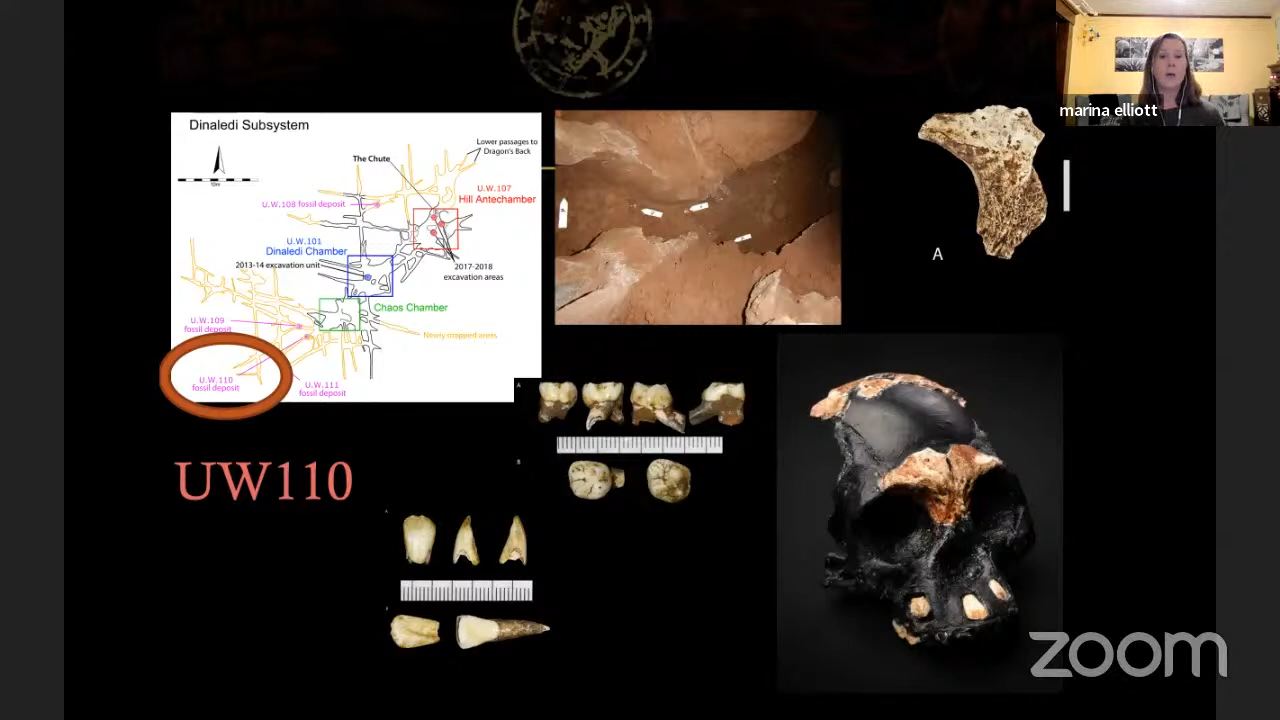 marina elliott
Dinaledi Subsystem
Lower passages to
Dragon's Back
The Chute
10m
U.W.107
Hill Antechamber
U.W.108 fossil deposit
U.W.101
Dinaledi Chamber
2013-14 excavation unit
2017-2018
excavation areas
Chaos Chamber
U.W.109
fossil deposit
Newly mapped areas
U.W.110
fossil deposit
U.W.111
fossil deposit
A
A
B
UW110
A
zoom